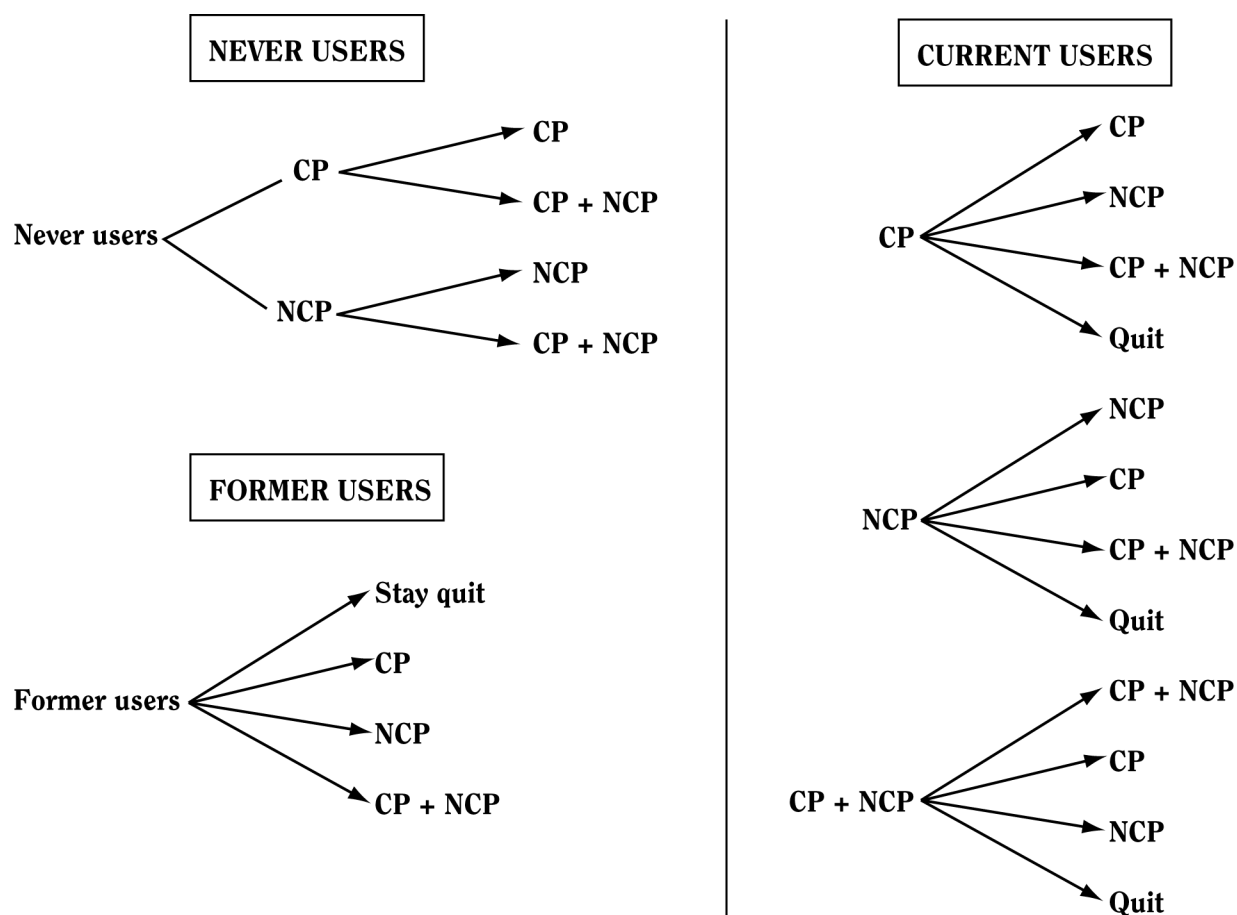 NEVER USERS
Never users
CP
CP
CP + NCP
NCP
NCP
CP + NCP
FORMER USERS
Former users
Stay quit
CP
NCP
CP + NCP
CURRENT USERS
CP
CP
NCP
CP + NCP
Quit
NCP
NCP
CP
CP + NCP
Quit
CP + NCP
CP + NCP
CP
NCP
Quit